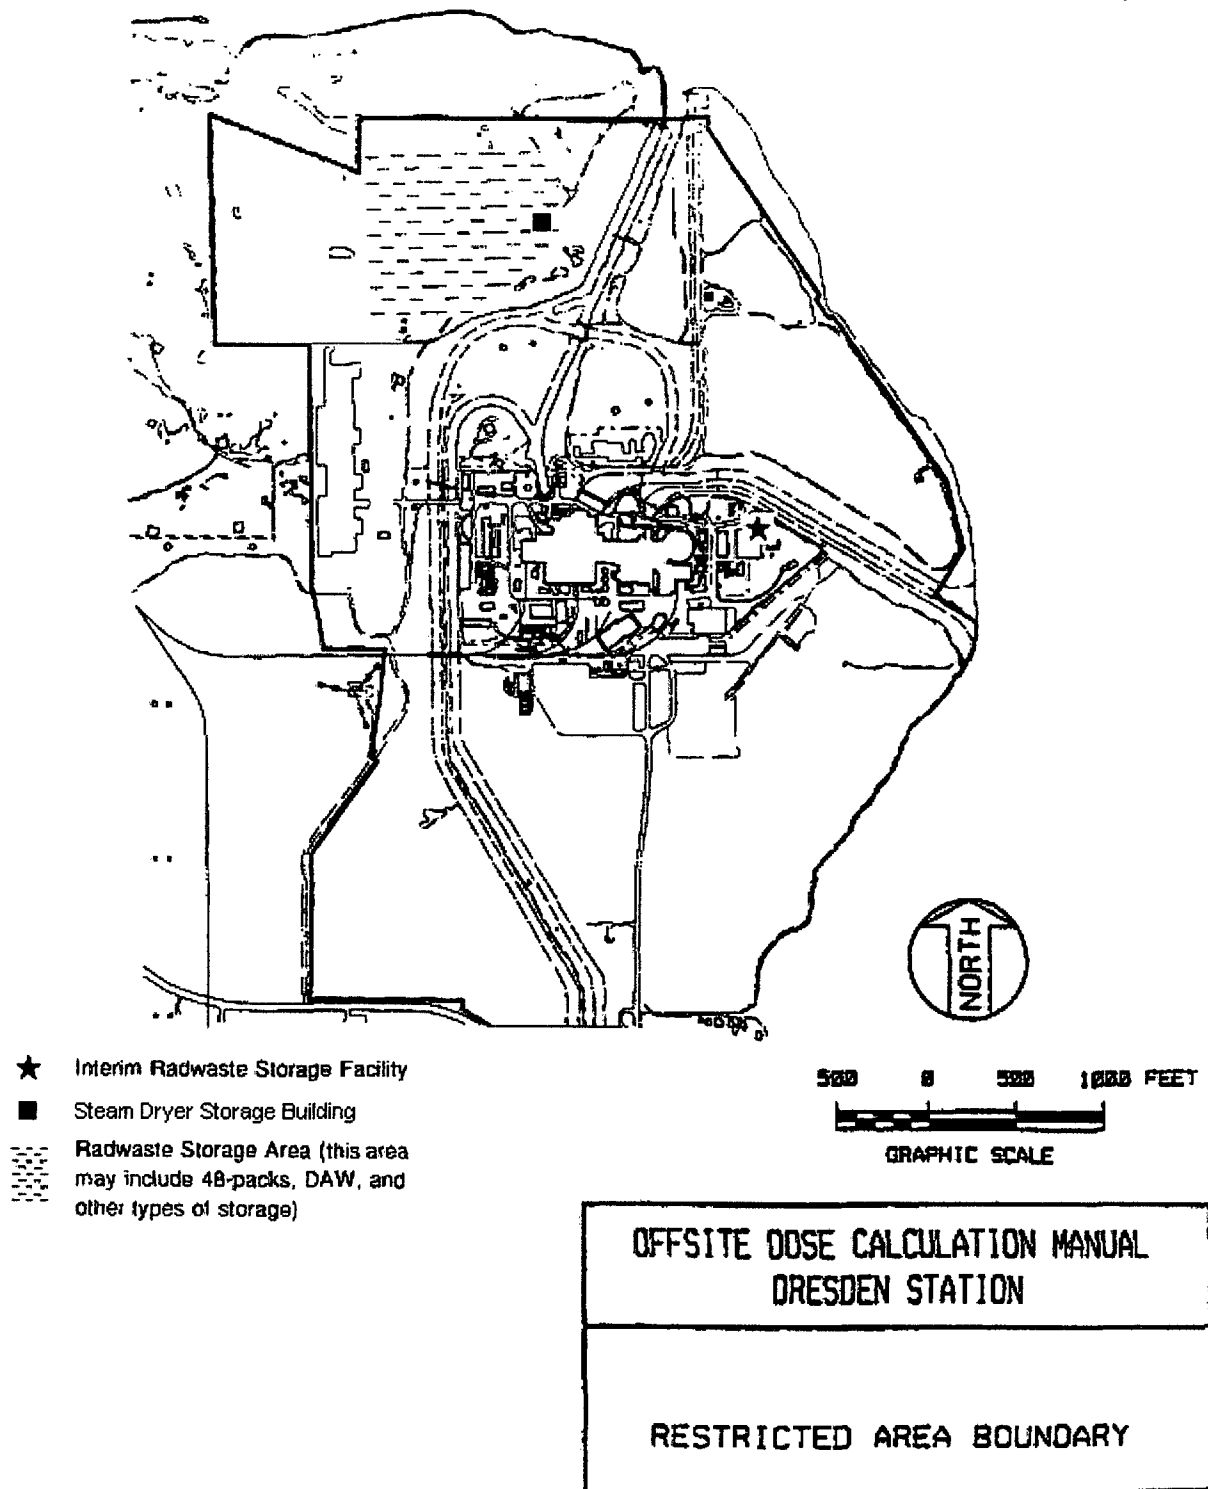 NORTH
★ Interim Radwaste Storage Facility
■ Steam Dryer Storage Building
Radwaste Storage Area (this area
may include 48-packs, DAW, and
other types of storage)
500 0 500 1000 FEET
GRAPHIC SCALE
OFFSITE DOSE CALCULATION MANUAL
DRESDEN STATION
RESTRICTED AREA BOUNDARY